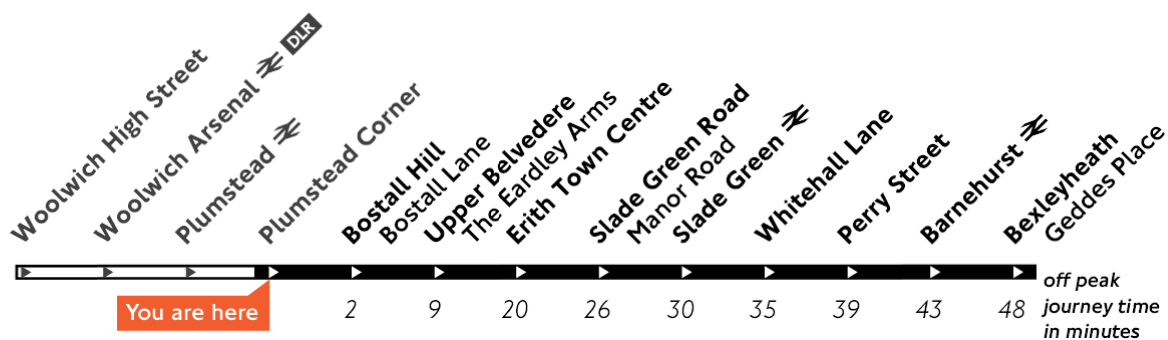 Woolwich High Street
Woolwich Arsenal DLR
Plumstead
Plumstead Corner
Bostall Hill
Bostall Lane
Upper Belvedere
The Eardley Arms
Erith Town Centre
Slade Green Road
Manor Road
Slade Green
Whitehall Lane
Perry Street
Barnehurst
Bexleyheath
Geddes Place
You are here
2 9 20 26 30 35 39 43 48
off peak
journey time
in minutes